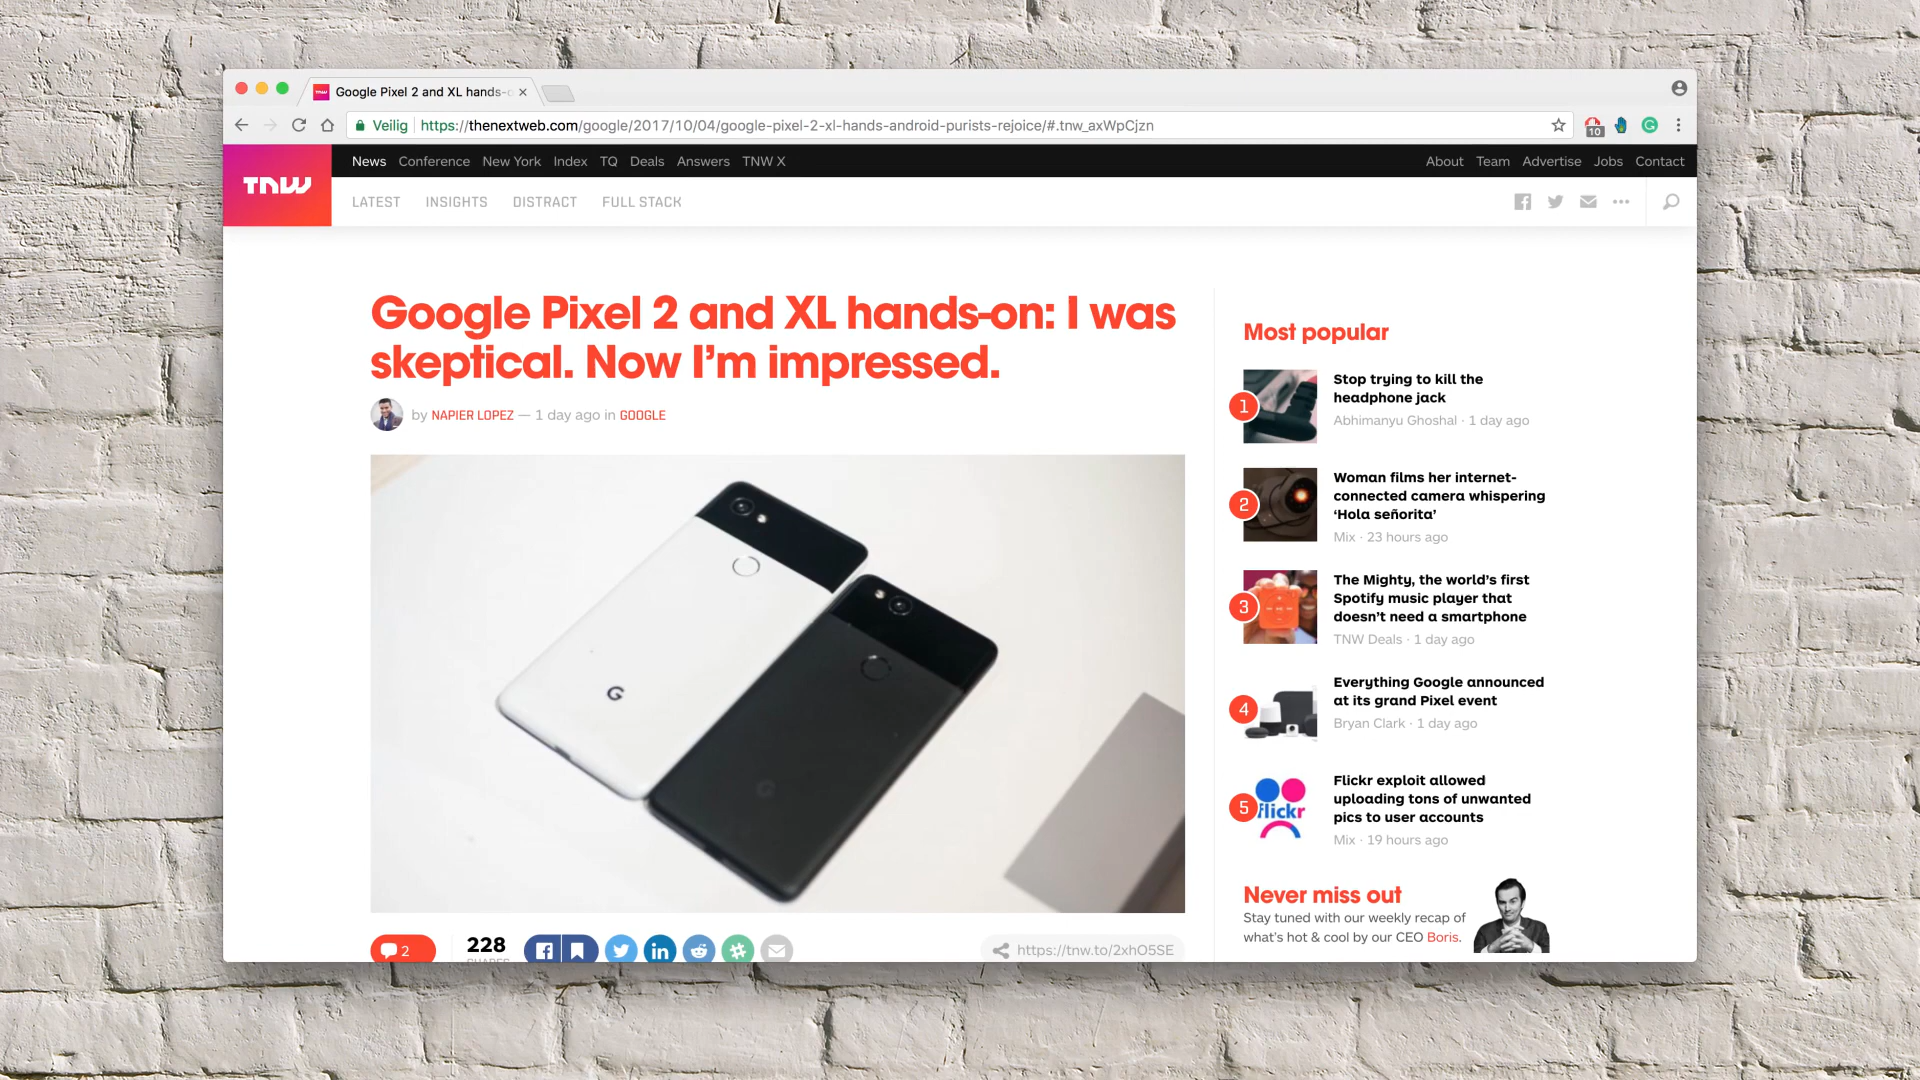 Google Pixel 2 and XL hands-
Veilig
https://thenextweb.com/google/2017/10/04/google-pixel-2-xl-hands-android-purists-rejoice/#.tnw_axWpCjzn
10
G
TNW
News Conference New York Index TQ Deals Answers TNW X
About Team Advertise Jobs Contact
LATEST INSIGHTS DISTRACT FULL STACK
Google Pixel 2 and XL hands-on: I was
skeptical. Now I'm impressed.
by NAPIER LOPEZ — 1 day ago in GOOGLE
G
G
2
228
SHARES
in
https://tnw.to/2xhO5SE
Most popular
1
Stop trying to kill the
headphone jack
Abhimanyu Ghoshal · 1 day ago
2
Woman films her internet-
connected camera whispering
‘Hola señorita’
Mix · 23 hours ago
3
The Mighty, the world’s first
Spotify music player that
doesn’t need a smartphone
TNW Deals · 1 day ago
4
Everything Google announced
at its grand Pixel event
Bryan Clark · 1 day ago
5
flickr
Flickr exploit allowed
uploading tons of unwanted
pics to user accounts
Mix · 19 hours ago
Never miss out
Stay tuned with our weekly recap of
what’s hot & cool by our CEO Boris.